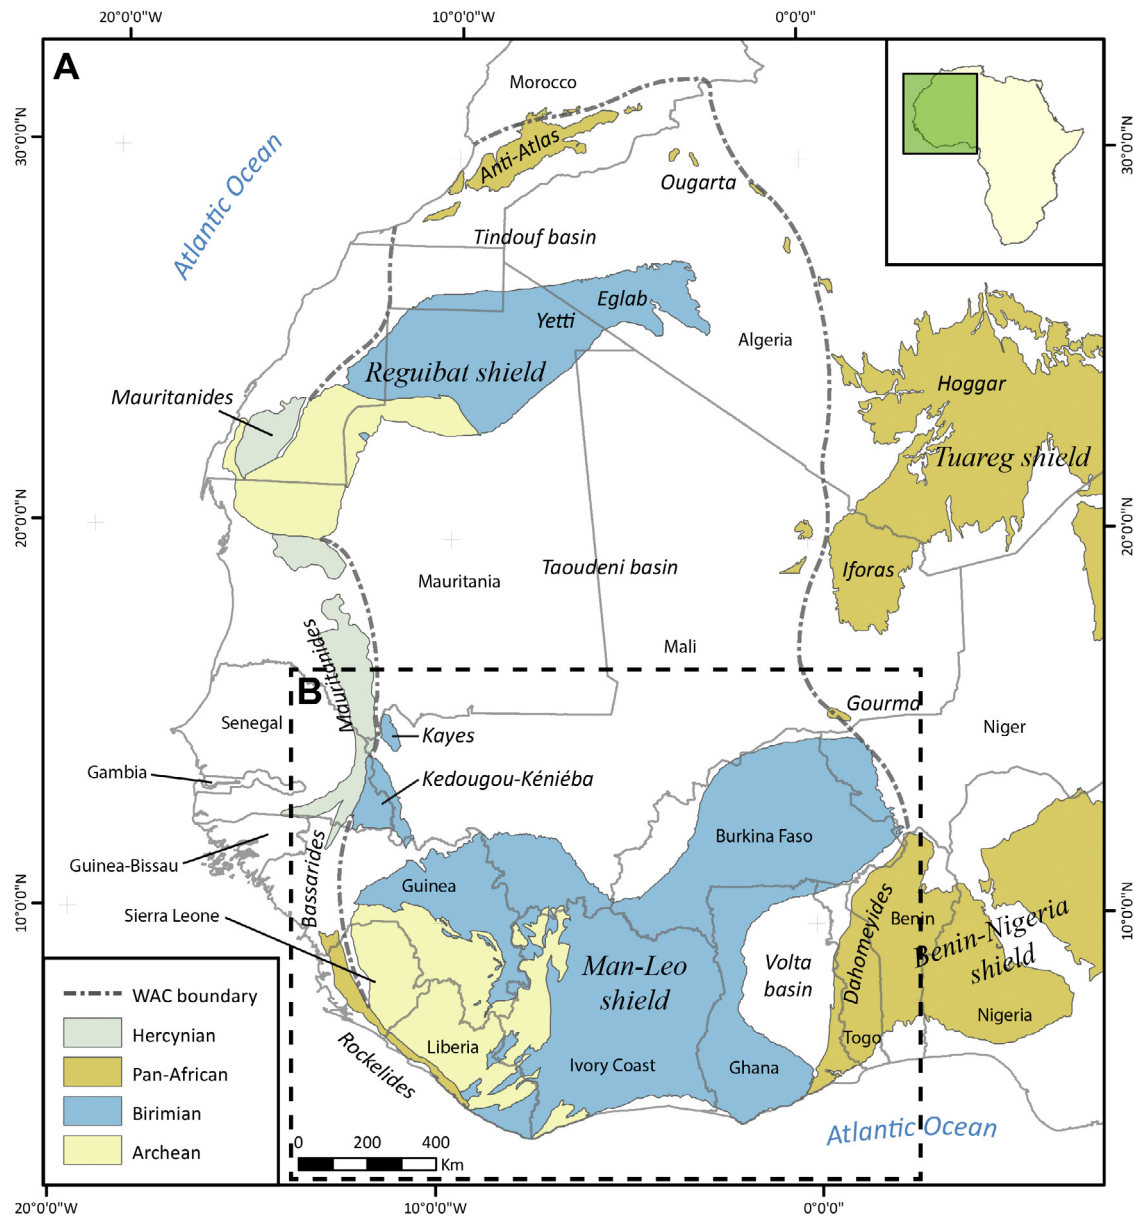 20°0'0"W
10°0'0"W
0°0'0"
A
Morocco
30°0'0"N
30°0'0"N
Atlantic Ocean
Anti-Atlas
Ougarta
Tindouf basin
Eglab
Yetti
Algeria
Reguibat shield
Hoggar
Mauritanides
Tuareg shield
20°0'0"N
20°0'0"N
Taoudeni basin
Iforas
Mauritania
Mauritanides
Mali
B
Gourma
Senegal
Niger
Kayes
Gambia
Kedougou-Kéniéba
Burkina Faso
Guinea-Bissau
Bassarides
Guinea
10°0'0"N
10°0'0"N
Sierra Leone
Dahomeyides
Benin
Benin-Nigeria
shield
Man-Leo
shield
Volta
basin
WAC boundary
Nigeria
Hercynian
Togo
Liberia
Rockelides
Ivory Coast
Ghana
Pan-African
Birimian
Atlantic Ocean
Archean
0
200
400
Km
20°0'0"W
10°0'0"W
0°0'0"